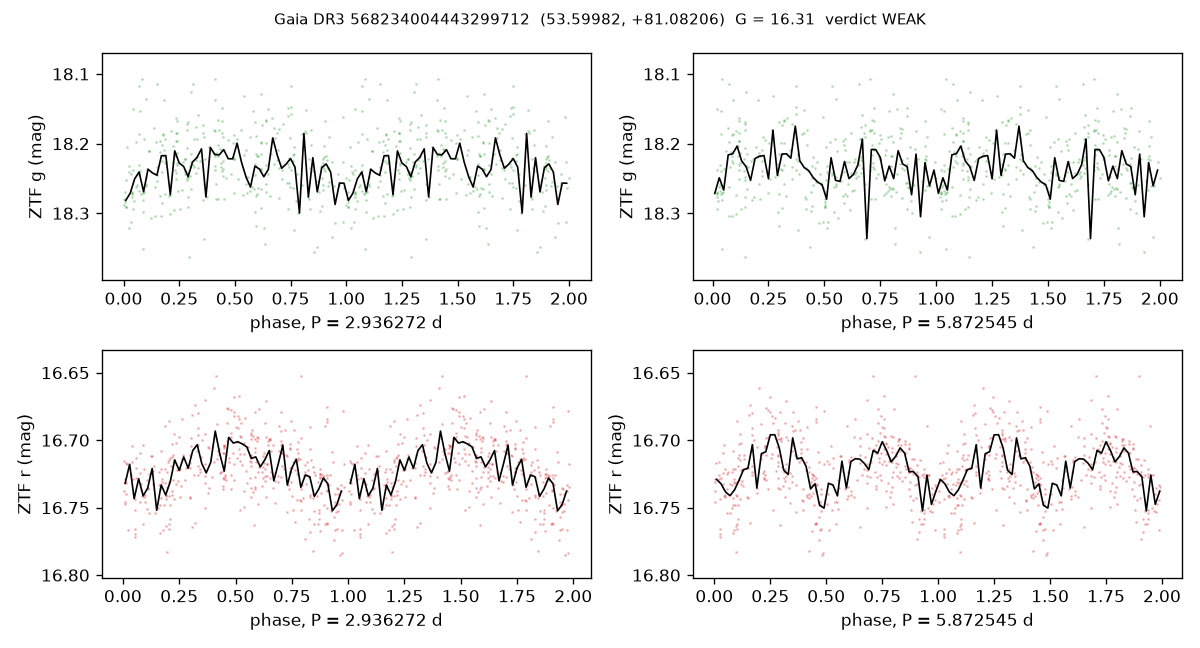 Gaia DR3 568234004443299712  (53.59982, +81.08206)  G = 16.31  verdict WEAK
ZTF g (mag)
18.1
18.2
18.3
0.00 0.25 0.50 0.75 1.00 1.25 1.50 1.75 2.00
phase, P = 2.936272 d
ZTF g (mag)
18.1
18.2
18.3
0.00 0.25 0.50 0.75 1.00 1.25 1.50 1.75 2.00
phase, P = 5.872545 d
ZTF r (mag)
16.65
16.70
16.75
16.80
0.00 0.25 0.50 0.75 1.00 1.25 1.50 1.75 2.00
phase, P = 2.936272 d
ZTF r (mag)
16.65
16.70
16.75
16.80
0.00 0.25 0.50 0.75 1.00 1.25 1.50 1.75 2.00
phase, P = 5.872545 d